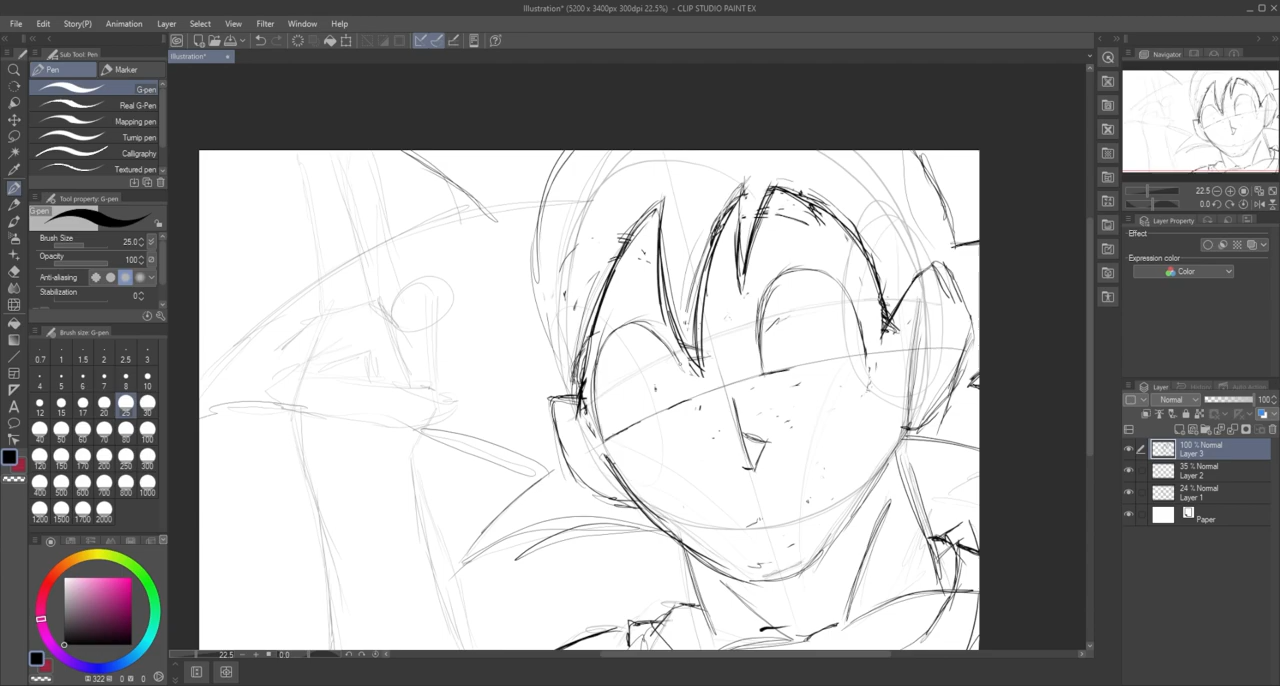 Illustration* (5200 x 3400px 300dpi 22.5%) - CLIP STUDIO PAINT EX
File Edit Story(P) Animation Layer Select View Filter Window Help
Sub Tool: Pen
Illustration*
Navigator
Pen Marker
G-pen
Real G-Pen
Mapping pen
Turnip pen
Calligraphy
Textured pen
22.5
0.0
Tool property: G-pen
G-pen
Layer Property
Effect
Expression color
Color
Brush Size 25.0
Opacity 100
Anti-aliasing
Stabilization 0
Brush size: G-pen
0.7 1 1.5 2 2.5 3
4 5 6 7 8 10
12 15 17 20 25 30
40 50 60 70 80 100
120 150 170 200 250 300
400 500 600 700 800 1000
1200 1500 1700 2000
Layer History Auto Action
Normal 100
100 % Normal
Layer 3
35 % Normal
Layer 2
24 % Normal
Layer 1
Paper
22.5 0.0
322 0 0